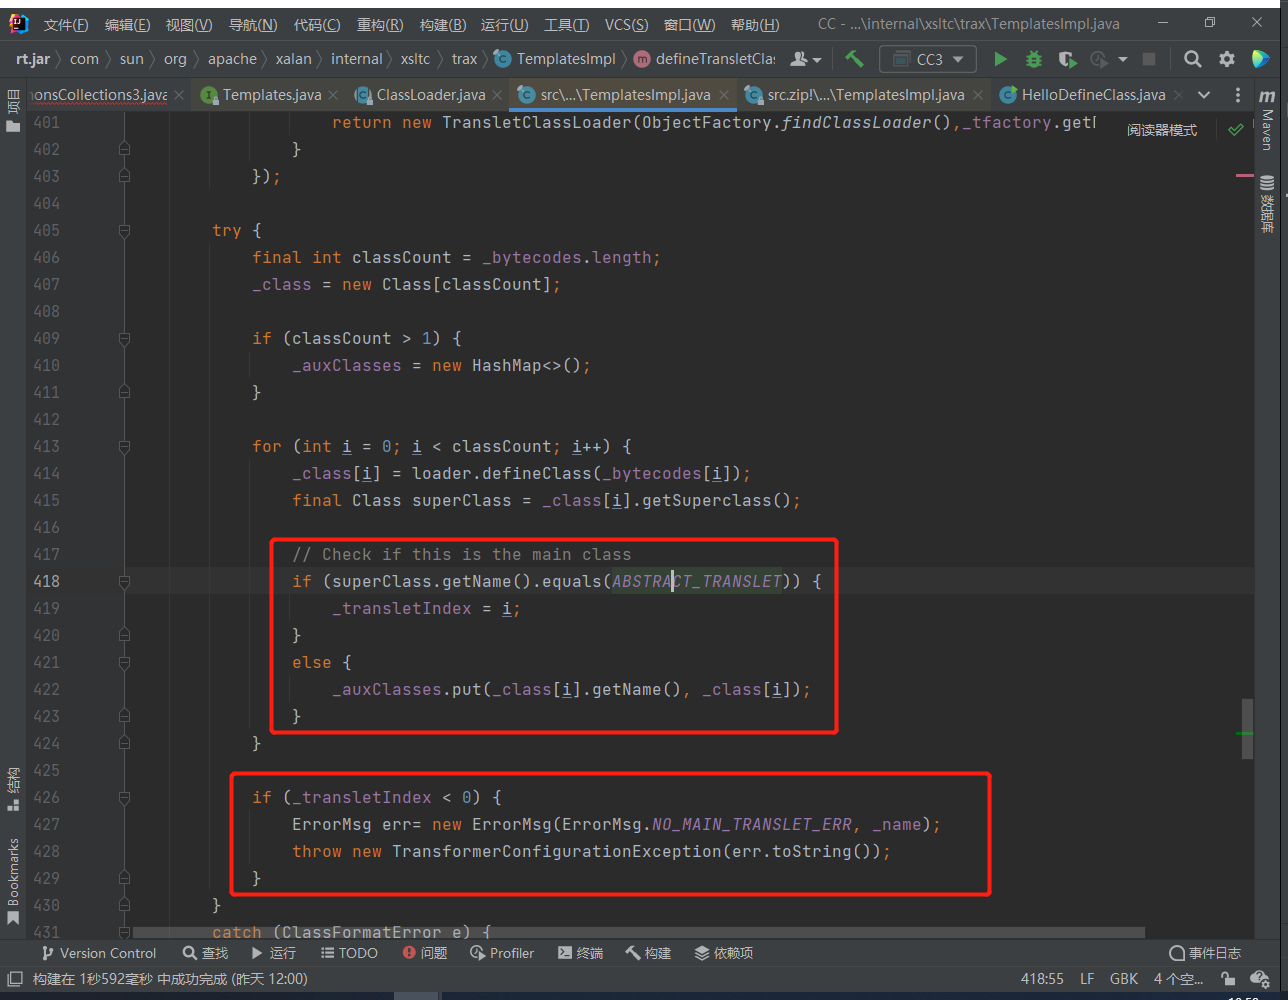 文件(F) 编辑(E) 视图(V) 导航(N) 代码(C) 重构(R) 构建(B) 运行(U) 工具(T) VCS(S) 窗口(W) 帮助(H) CC - ...\internal\xsltc\trax\TemplatesImpl.java
rt.jar com sun org apache xalan internal xsltc trax TemplatesImpl defineTransletClas CC3
onsCollections3.java Templates.java ClassLoader.java src\...\TemplatesImpl.java src.zip!\...\TemplatesImpl.java HelloDefineClass.java
阅读器模式
项目
结构
Bookmarks
Maven
数据库
401 return new TransletClassLoader(ObjectFactory.findClassLoader(),_tfactory.get
402 }
403 });
404
405 try {
406 final int classCount = _bytecodes.length;
407 _class = new Class[classCount];
408
409 if (classCount > 1) {
410 _auxClasses = new HashMap<>();
411 }
412
413 for (int i = 0; i < classCount; i++) {
414 _class[i] = loader.defineClass(_bytecodes[i]);
415 final Class superClass = _class[i].getSuperclass();
416
417 // Check if this is the main class
418 if (superClass.getName().equals(ABSTRACT_TRANSLET)) {
419 _transletIndex = i;
420 }
421 else {
422 _auxClasses.put(_class[i].getName(), _class[i]);
423 }
424 }
425
426 if (_transletIndex < 0) {
427 ErrorMsg err= new ErrorMsg(ErrorMsg.NO_MAIN_TRANSLET_ERR, _name);
428 throw new TransformerConfigurationException(err.toString());
429 }
430 }
431 catch (ClassFormatError e) {
Version Control 查找 运行 TODO 问题 Profiler 终端 构建 依赖项 事件日志
构建在 1秒592毫秒 中成功完成 (昨天 12:00) 418:55 LF GBK 4 个空...